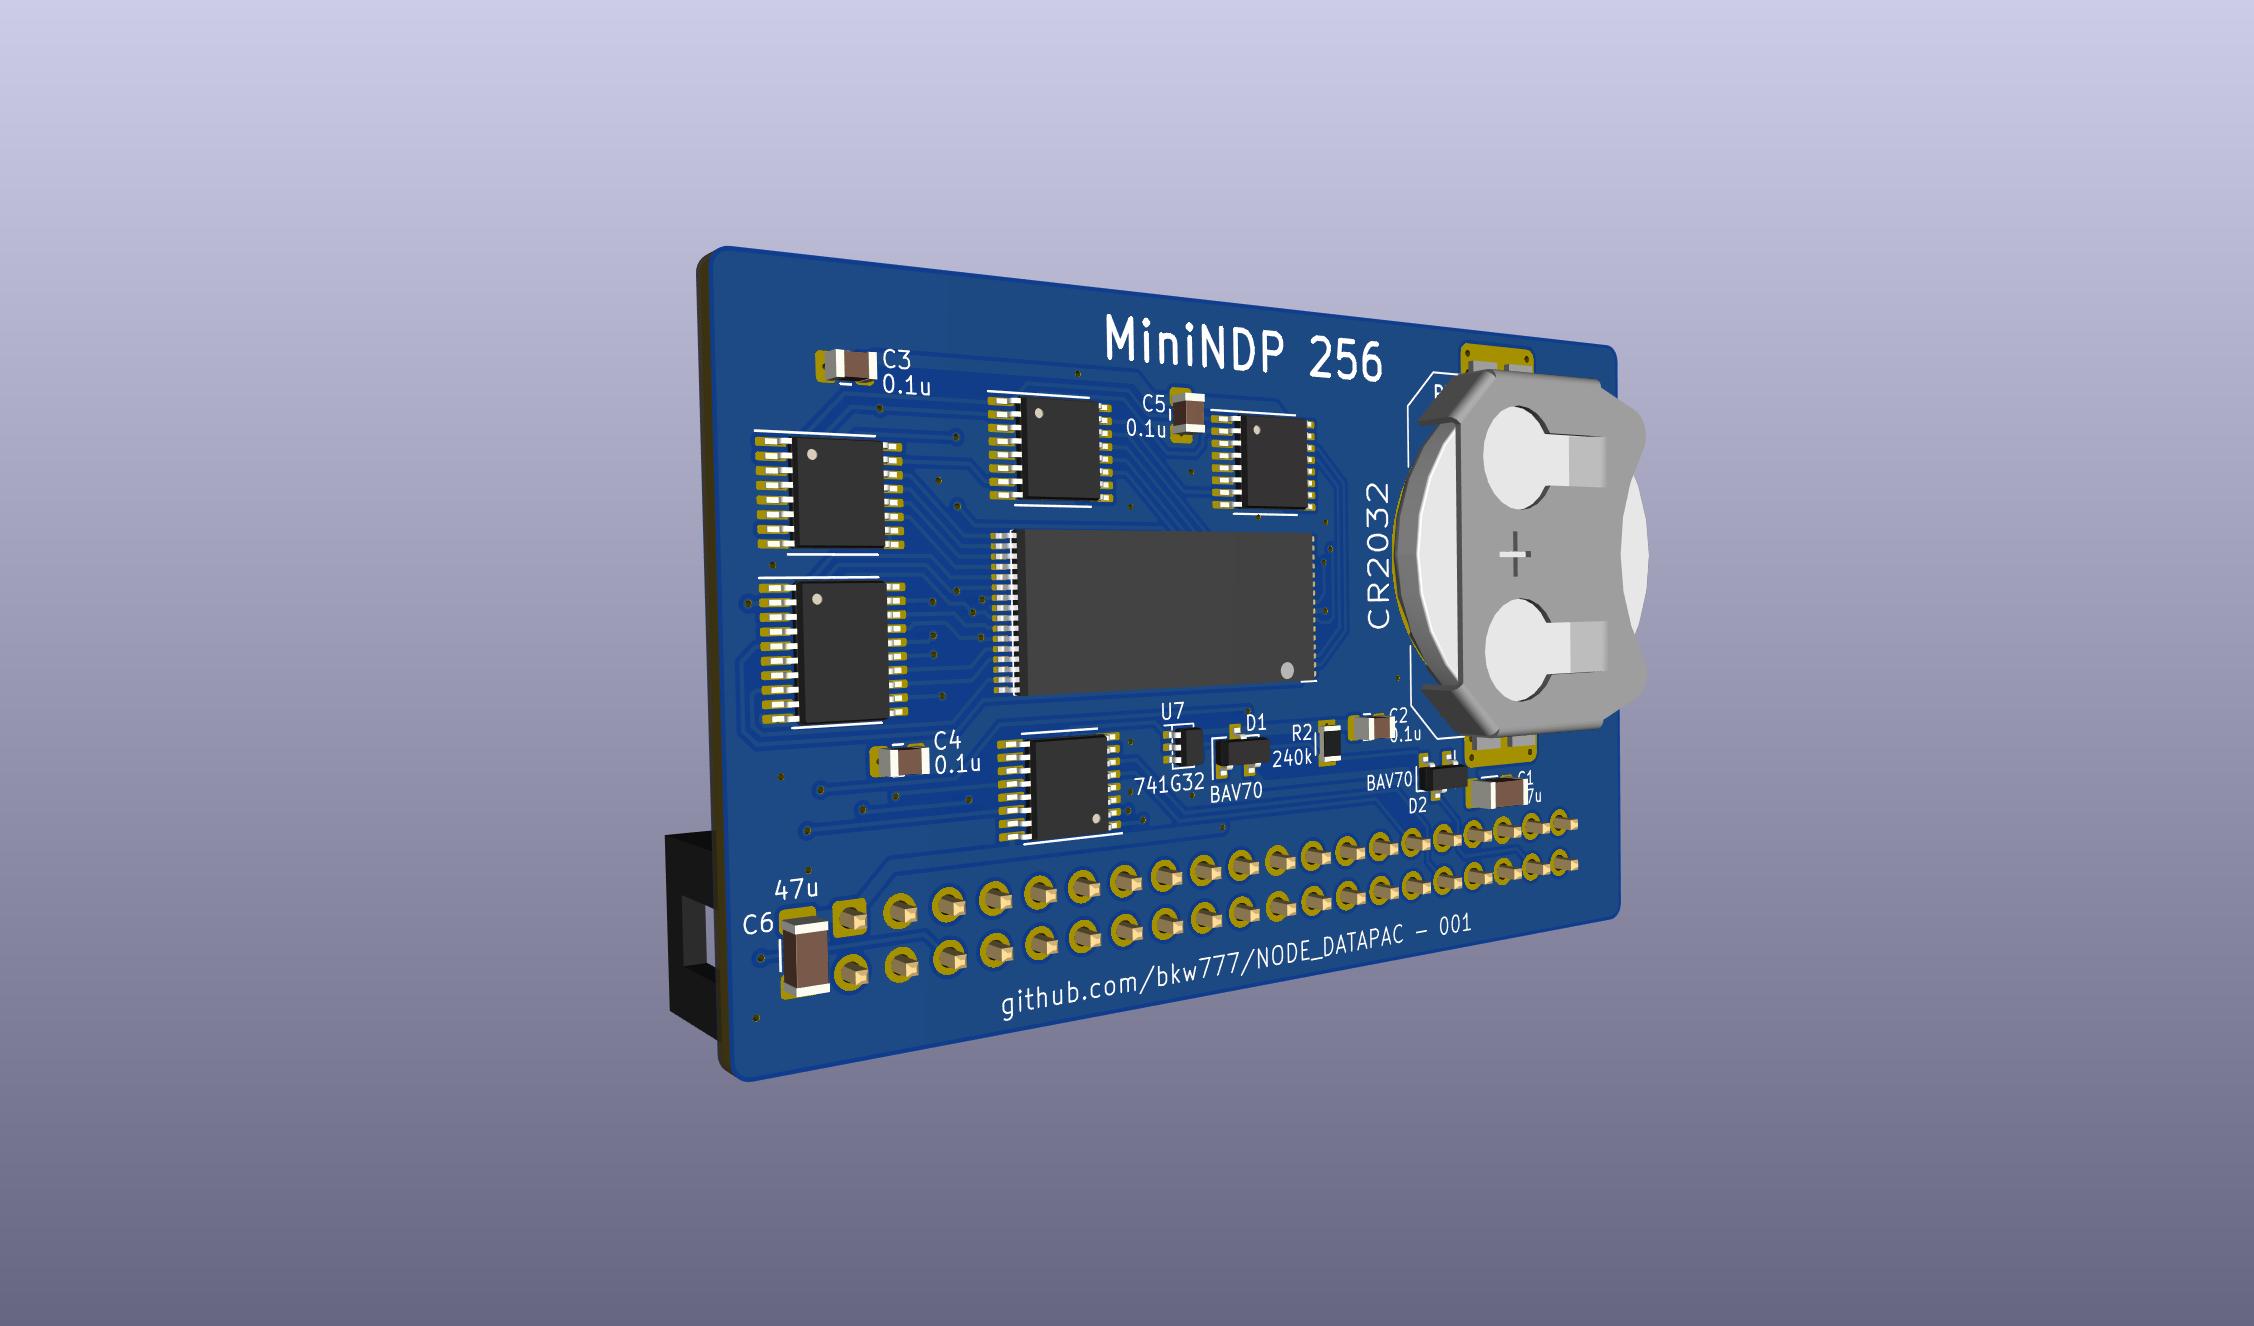 MiniNDP 256
C3
0.1u
C5
0.1u
CR2032
U7
741G32
D1
BAV70
R2
240k
C2
0.1u
C4
0.1u
BAV70
D2
C1
47u
C6
github.com/bkw777/NODE_DATAPAC - 001